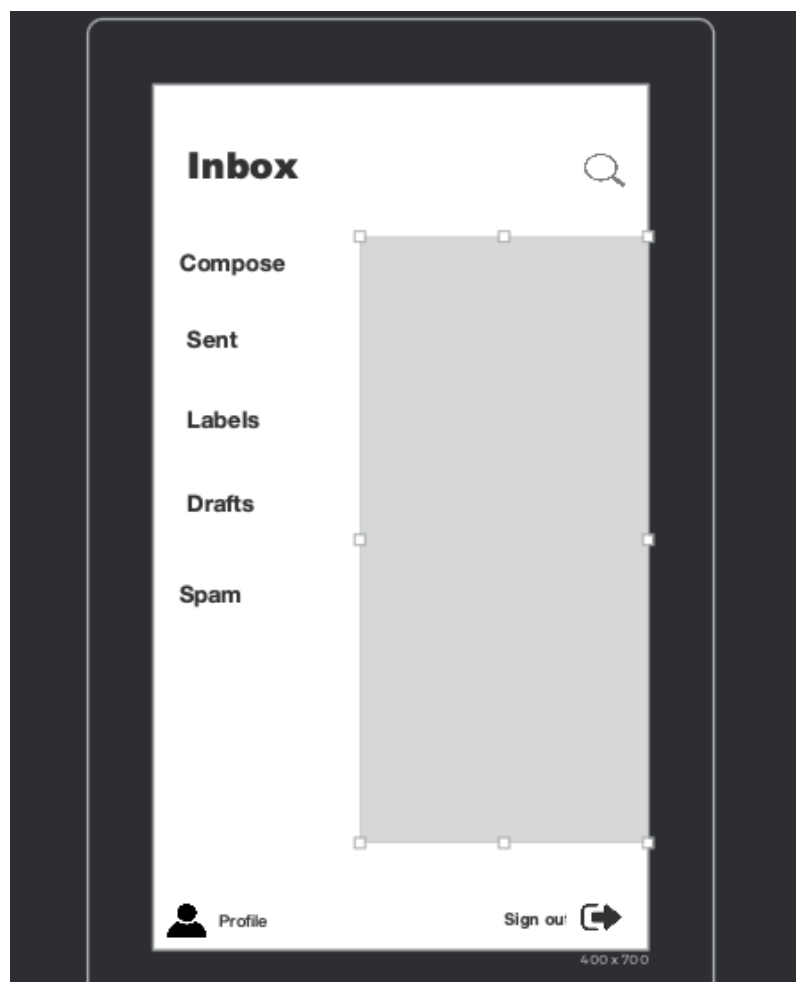 Inbox
Compose
Sent
Labels
Drafts
Spam
Profile
Sign out
400 x 700